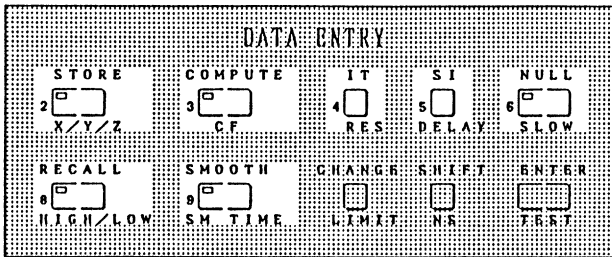 DATA ENTRY
STORE COMPUTE IT SI NULL
2 3 4 5 6
X/Y/Z CF RES DELAY SLOW
RECALL SMOOTH CHANGE SHIFT ENTER
8 9
HIGH/LOW SM TIME LIMIT NS TEST